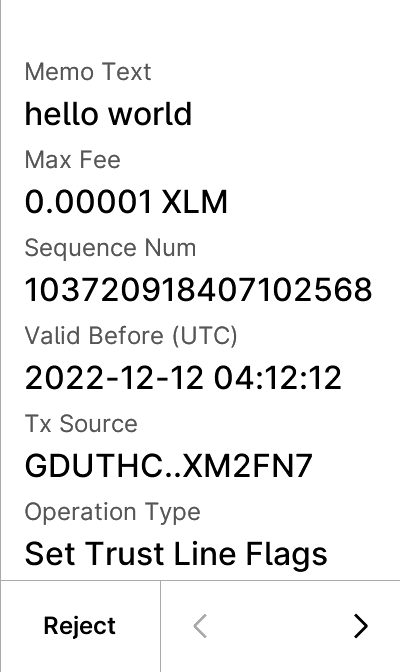 Memo Text
hello world
Max Fee
0.00001 XLM
Sequence Num
103720918407102568
Valid Before (UTC)
2022-12-12 04:12:12
Tx Source
GDUTHC..XM2FN7
Operation Type
Set Trust Line Flags
Reject